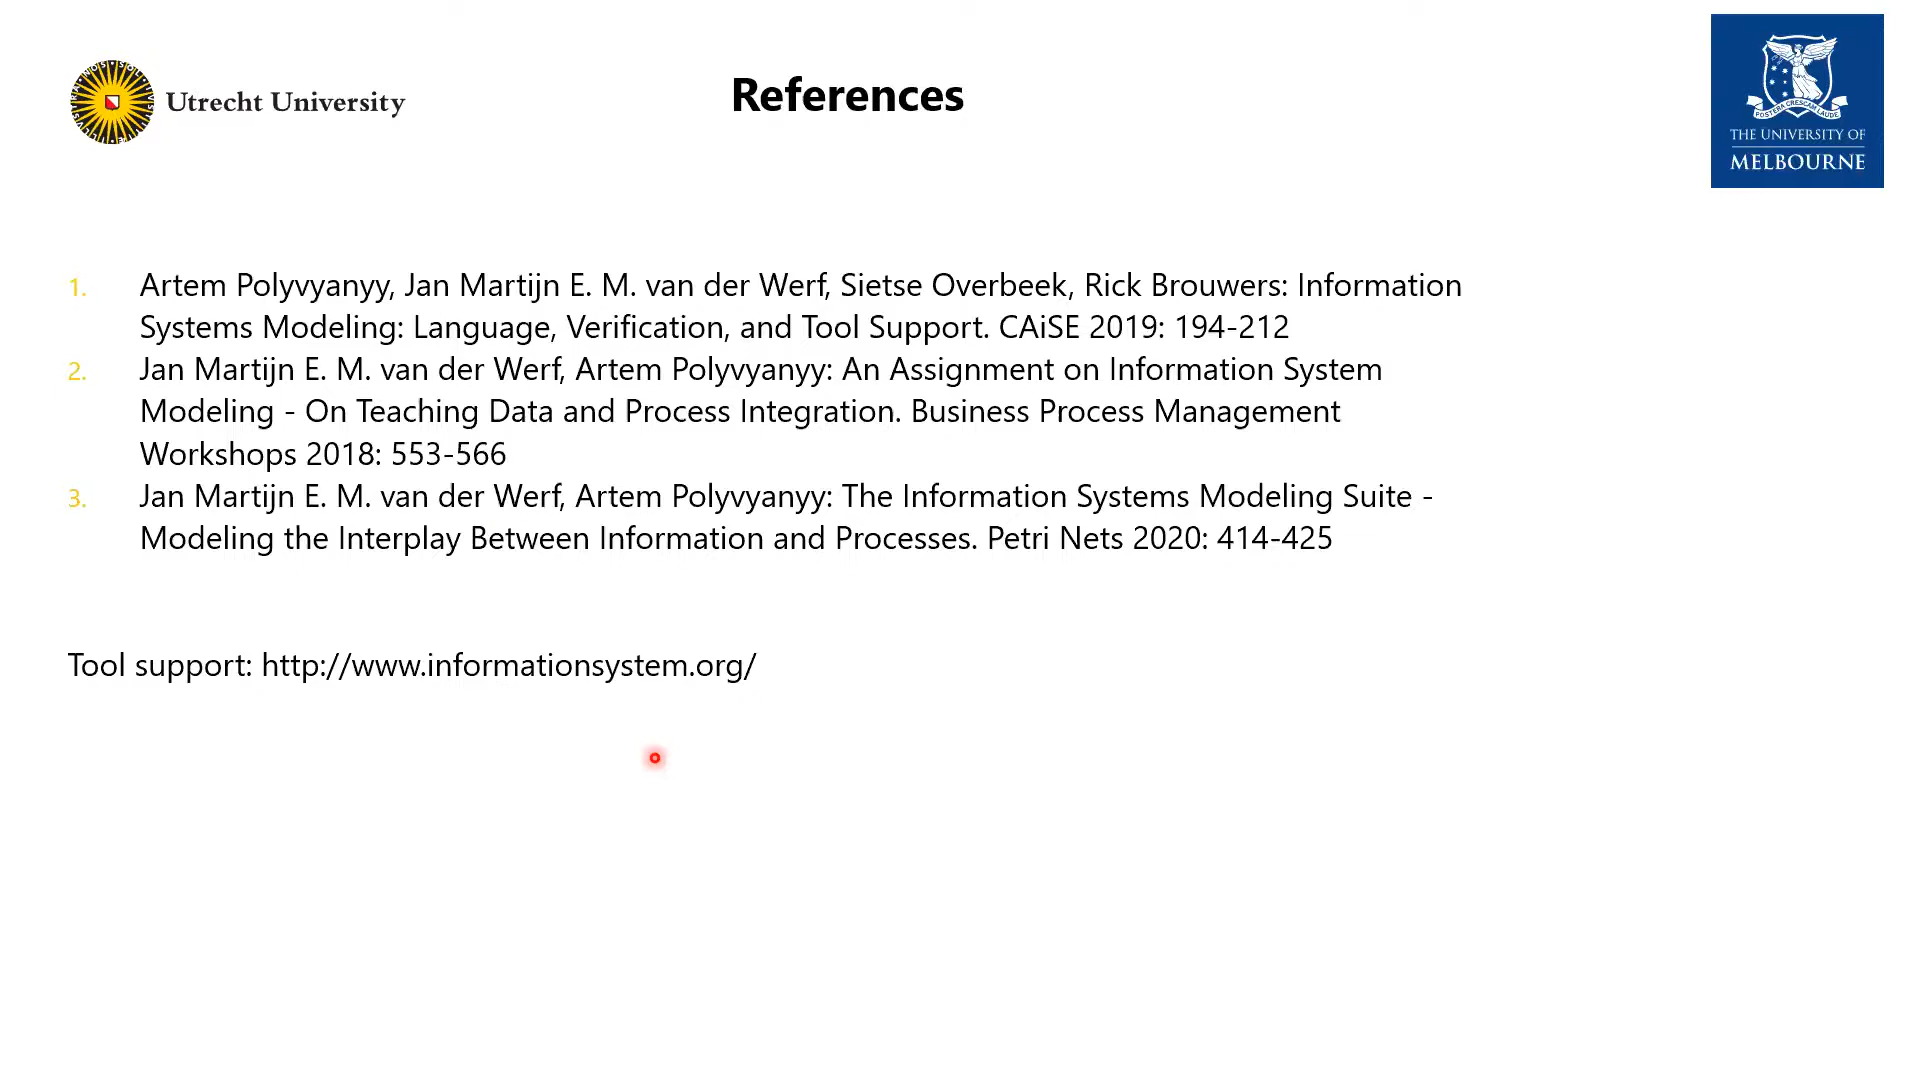 Utrecht University
References
POSTERA CRESCAM LAUDE
THE UNIVERSITY OF
MELBOURNE
1. Artem Polyvyanyy, Jan Martijn E. M. van der Werf, Sietse Overbeek, Rick Brouwers: Information
Systems Modeling: Language, Verification, and Tool Support. CAiSE 2019: 194-212
2. Jan Martijn E. M. van der Werf, Artem Polyvyanyy: An Assignment on Information System
Modeling - On Teaching Data and Process Integration. Business Process Management
Workshops 2018: 553-566
3. Jan Martijn E. M. van der Werf, Artem Polyvyanyy: The Information Systems Modeling Suite -
Modeling the Interplay Between Information and Processes. Petri Nets 2020: 414-425
Tool support: http://www.informationsystem.org/